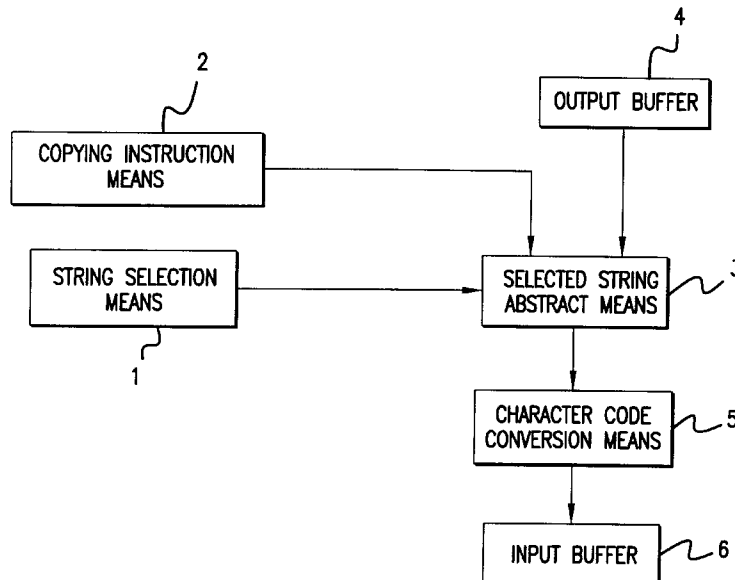 2
4
OUTPUT BUFFER
COPYING INSTRUCTION
MEANS
STRING SELECTION
MEANS
1
SELECTED STRING
ABSTRACT MEANS
3
CHARACTER CODE
CONVERSION MEANS
5
INPUT BUFFER
6